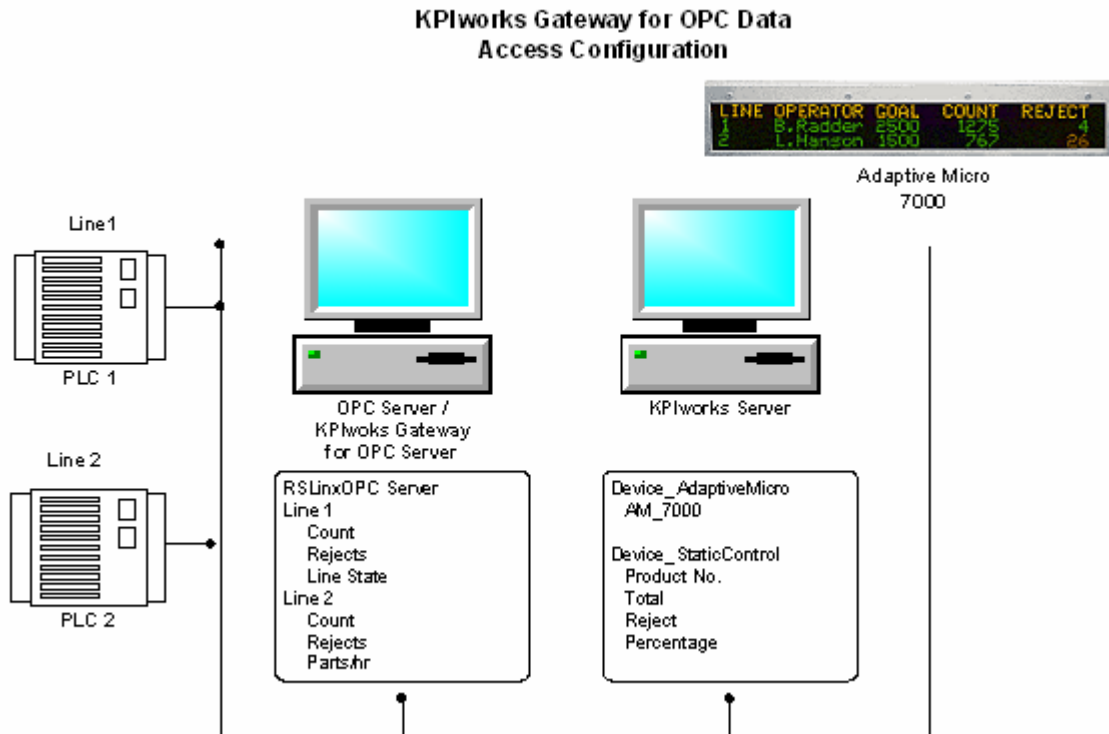 KPIworks Gateway for OPC Data
Access Configuration
LINE OPERATOR GOAL COUNT REJECT
1 B.Radder 2500 1275 4
2 L.Hanson 1500 767 26
Adaptive Micro
7000
Line1
PLC 1
OPC Server /
KPIwoks Gateway
for OPC Server
KPIworks Server
Line 2
PLC 2
RSLinxOPC Server
Line 1
Count
Rejects
Line State
Line 2
Count
Rejects
Parts/hr
Device_AdaptiveMicro
AM_7000
Device_StaticControl
Product No.
Total
Reject
Percentage